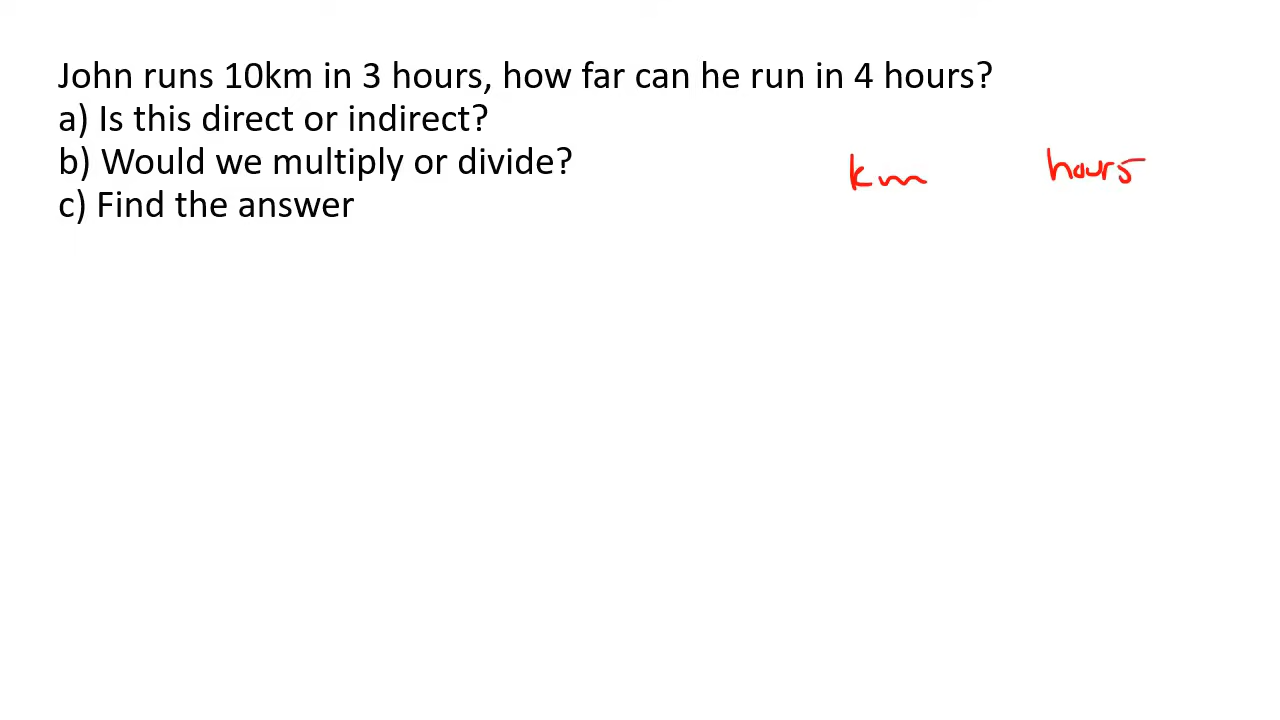 John runs 10km in 3 hours, how far can he run in 4 hours?
a) Is this direct or indirect?
b) Would we multiply or divide?
km hours
c) Find the answer